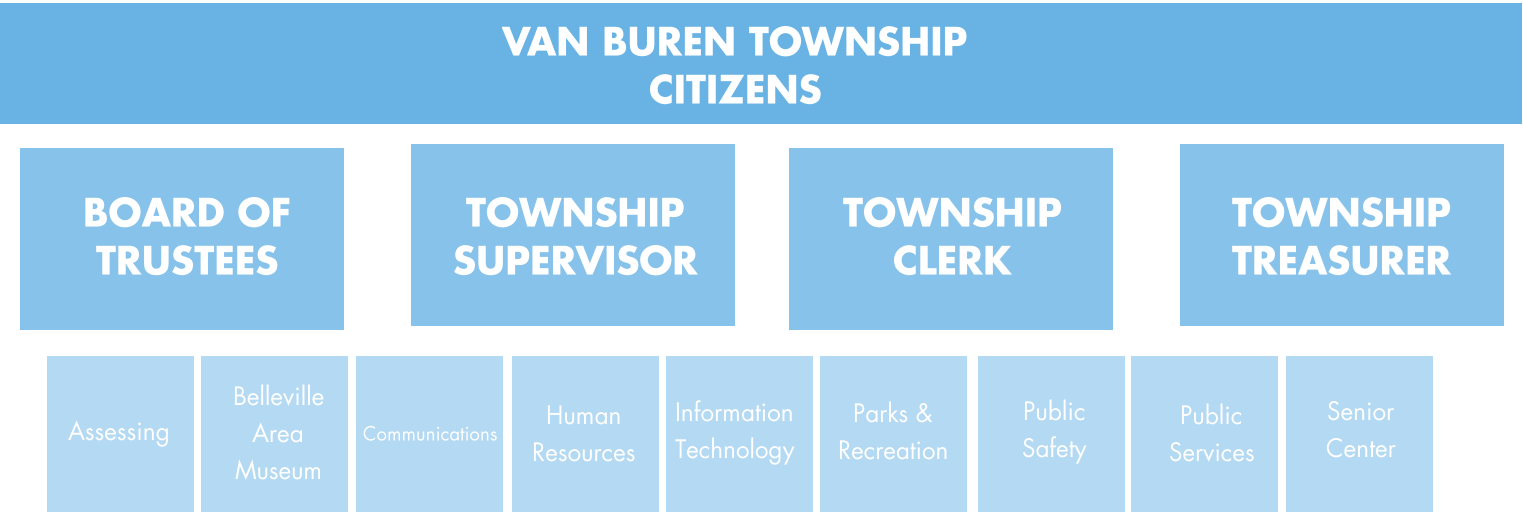 VAN BUREN TOWNSHIP
CITIZENS
BOARD OF
TRUSTEES
TOWNSHIP
SUPERVISOR
TOWNSHIP
CLERK
TOWNSHIP
TREASURER
Assessing
Belleville
Area
Museum
Communications
Human
Resources
Information
Technology
Parks &
Recreation
Public
Safety
Public
Services
Senior
Center